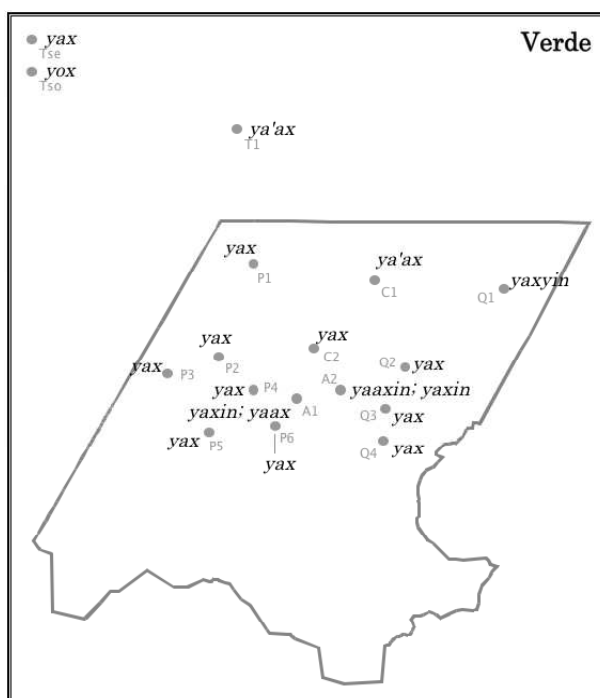 Verde
yax
Tse
yox
Tso
ya'ax
T1
yax
P1
ya'ax
C1
yaxyin
Q1
yax
P2
yax
C2
yax
P3
Q2 yax
yax P4
A2 yaaxin; yaxin
yaxin; yaax A1
Q3
yax
yax P5
P6
yax
Q4 yax